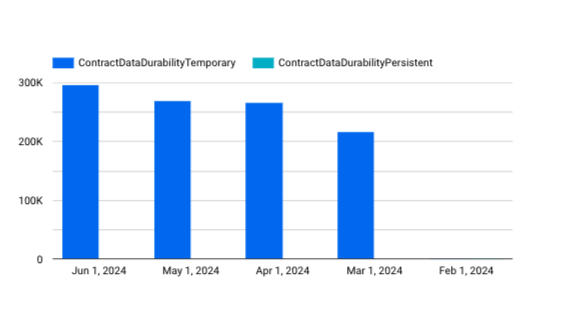 ContractDataDurabilityTemporary ContractDataDurabilityPersistent
300K
200K
100K
0
Jun 1, 2024 May 1, 2024 Apr 1, 2024 Mar 1, 2024 Feb 1, 2024